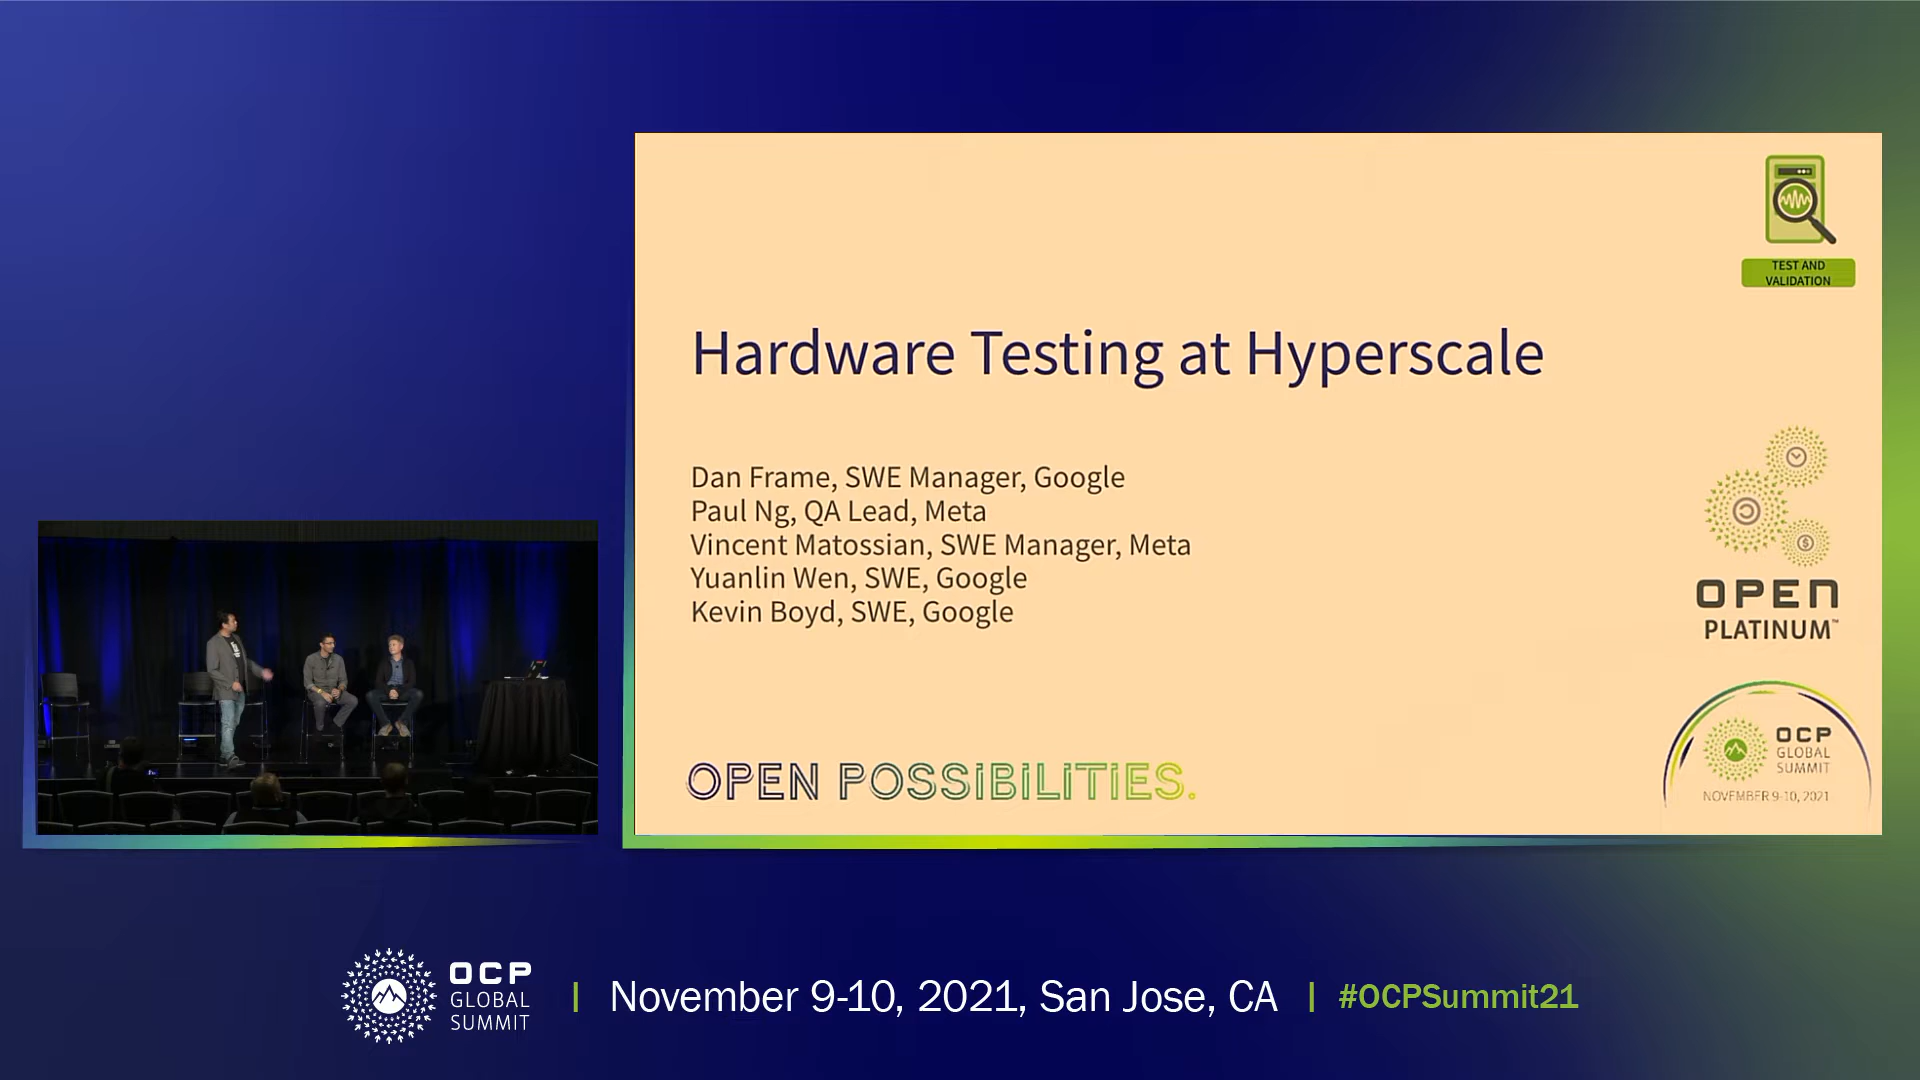 TEST AND
VALIDATION
Hardware Testing at Hyperscale
Dan Frame, SWE Manager, Google
Paul Ng, QA Lead, Meta
Vincent Matossian, SWE Manager, Meta
Yuanlin Wen, SWE, Google
Kevin Boyd, SWE, Google
OPEN
PLATINUM™
OPEN POSSIBILITIES.
OCP
GLOBAL
SUMMIT
NOVEMBER 9-10, 2021
OCP
GLOBAL
SUMMIT
November 9-10, 2021, San Jose, CA
#OCPSummit21